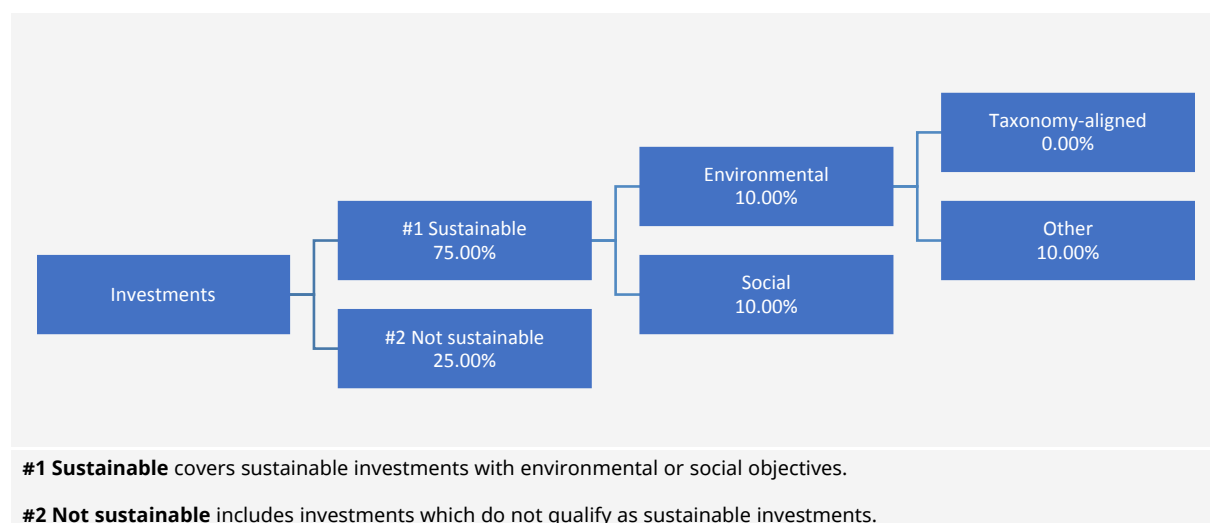 Investments
#1 Sustainable
75.00%
#2 Not sustainable
25.00%
Environmental
10.00%
Social
10.00%
Taxonomy-aligned
0.00%
Other
10.00%
#1 Sustainable covers sustainable investments with environmental or social objectives.
#2 Not sustainable includes investments which do not qualify as sustainable investments.